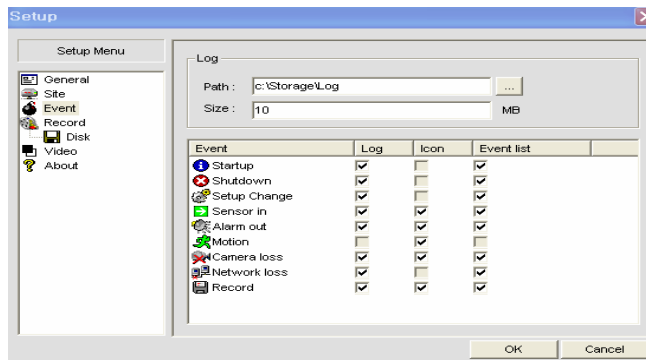 Setup
Setup Menu
General
Site
Event
Record
Disk
Video
About
Log
Path :
c:\Storage\Log
...
Size :
10
MB
Event Log Icon Event list
Startup
Shutdown
Setup Change
Sensor in
Alarm out
Motion
Camera loss
Network loss
Record
OK Cancel